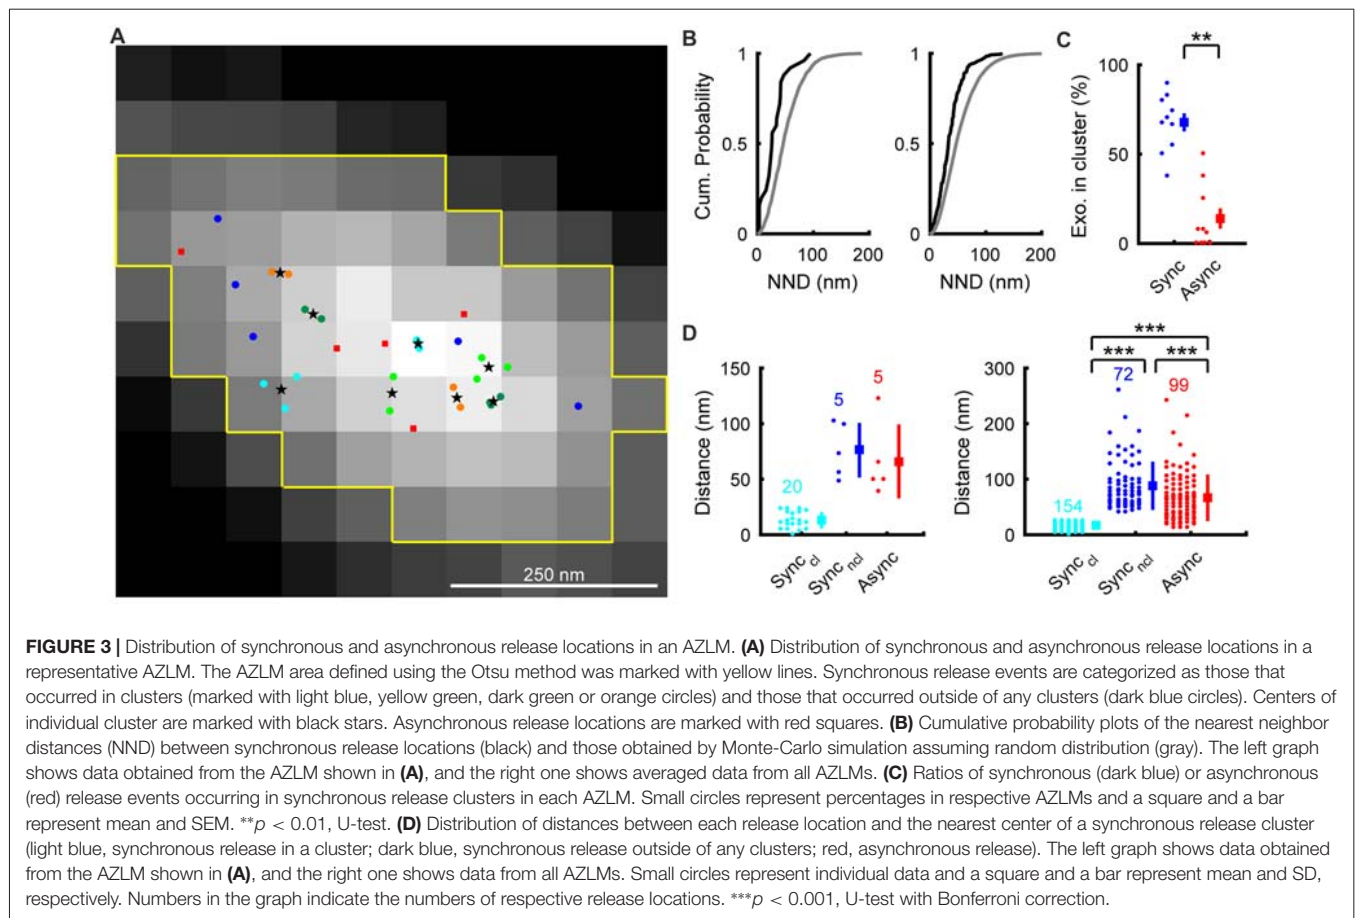 A
250 nm
B
Cum. Probability
1
0.5
0
0
100
200
NND (nm)
1
0.5
0
0
100
200
NND (nm)
C
**
Exo. in cluster (%)
100
50
0
Sync
Async
D
Distance (nm)
150
100
50
0
20
5
5
Sync cl
Sync ncl
Async
***
***
***
Distance (nm)
300
200
100
0
154
72
99
Sync cl
Sync ncl
Async
FIGURE 3 | Distribution of synchronous and asynchronous release locations in an AZLM. (A) Distribution of synchronous and asynchronous release locations in a
representative AZLM. The AZLM area defined using the Otsu method was marked with yellow lines. Synchronous release events are categorized as those that
occurred in clusters (marked with light blue, yellow green, dark green or orange circles) and those that occurred outside of any clusters (dark blue circles). Centers of
individual cluster are marked with black stars. Asynchronous release locations are marked with red squares. (B) Cumulative probability plots of the nearest neighbor
distances (NND) between synchronous release locations (black) and those obtained by Monte-Carlo simulation assuming random distribution (gray). The left graph
shows data obtained from the AZLM shown in (A), and the right one shows averaged data from all AZLMs. (C) Ratios of synchronous (dark blue) or asynchronous
(red) release events occurring in synchronous release clusters in each AZLM. Small circles represent percentages in respective AZLMs and a square and a bar
represent mean and SEM. **p < 0.01, U-test. (D) Distribution of distances between each release location and the nearest center of a synchronous release cluster
(light blue, synchronous release in a cluster; dark blue, synchronous release outside of any clusters; red, asynchronous release). The left graph shows data obtained
from the AZLM shown in (A), and the right one shows data from all AZLMs. Small circles represent individual data and a square and a bar represent mean and SD,
respectively. Numbers in the graph indicate the numbers of respective release locations. ***p < 0.001, U-test with Bonferroni correction.